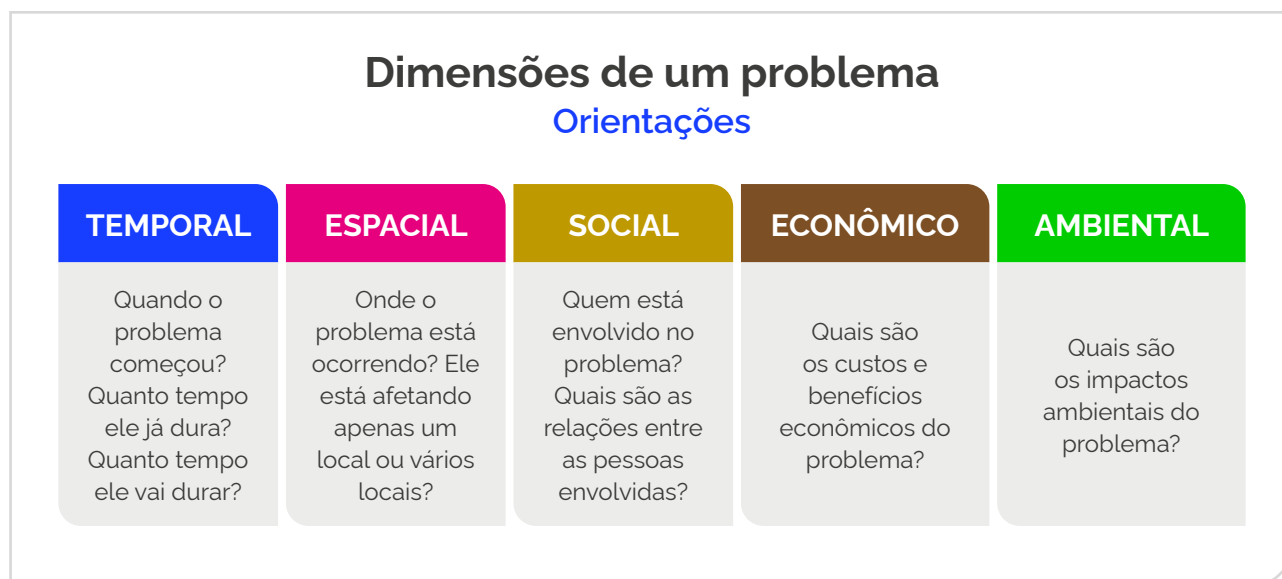 Dimensões de um problema
Orientações
TEMPORAL
Quando o
problema
começou?
Quanto tempo
ele já dura?
Quanto tempo
ele vai durar?
ESPACIAL
Onde o
problema está
ocorrendo? Ele
está afetando
apenas um
local ou vários
locais?
SOCIAL
Quem está
envolvido no
problema?
Quais são as
relações entre
as pessoas
envolvidas?
ECONÔMICO
Quais são
os custos e
benefícios
econômicos do
problema?
AMBIENTAL
Quais são
os impactos
ambientais do
problema?